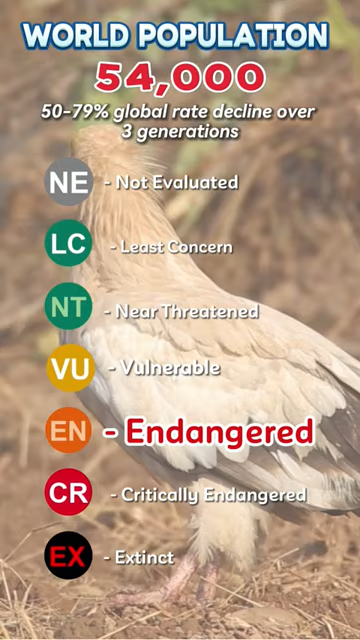 WORLD POPULATION
54,000
50-79% global rate decline over
3 generations
NE - Not Evaluated
LC - Least Concern
NT - Near Threatened
VU - Vulnerable
EN - Endangered
CR - Critically Endangered
EX - Extinct